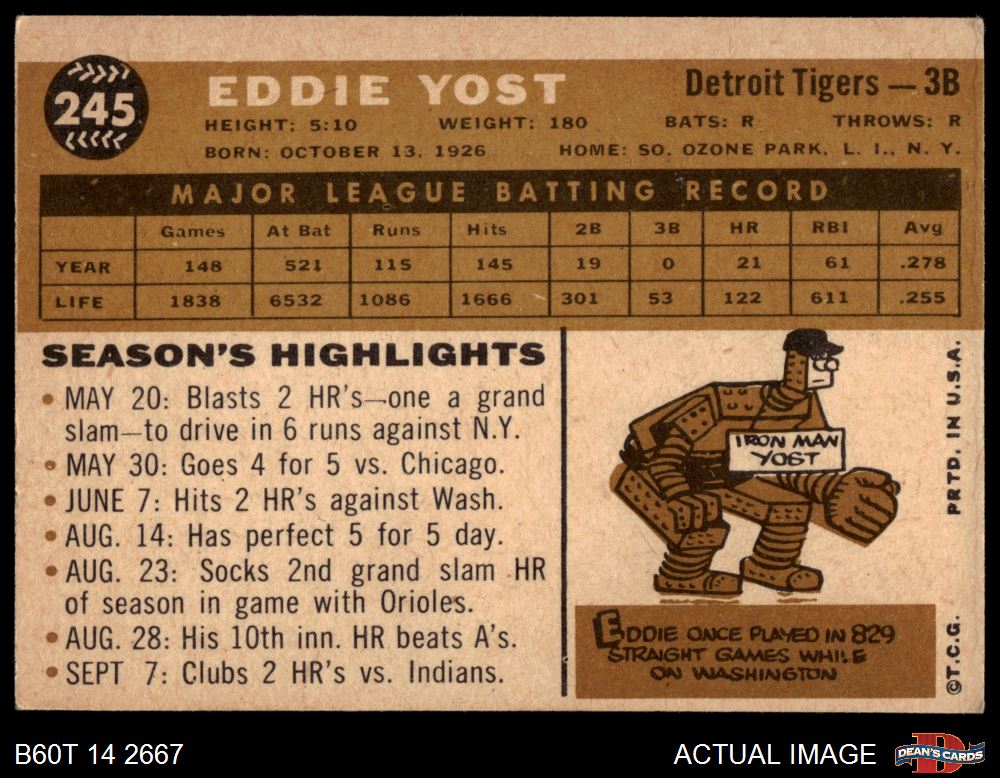 245
EDDIE YOST
Detroit Tigers — 3B
HEIGHT: 5:10 WEIGHT: 180 BATS: R THROWS: R
BORN: OCTOBER 13, 1926 HOME: SO. OZONE PARK, L. I., N. Y.
MAJOR LEAGUE BATTING RECORD
Games At Bat Runs Hits 2B 3B HR RBI Avg
YEAR 148 521 115 145 19 0 21 61 .278
LIFE 1838 6532 1086 1666 301 53 122 611 .255
SEASON'S HIGHLIGHTS
• MAY 20: Blasts 2 HR's—one a grand
slam—to drive in 6 runs against N.Y.
• MAY 30: Goes 4 for 5 vs. Chicago.
• JUNE 7: Hits 2 HR's against Wash.
• AUG. 14: Has perfect 5 for 5 day.
• AUG. 23: Socks 2nd grand slam HR
of season in game with Orioles.
• AUG. 28: His 10th inn. HR beats A's.
• SEPT 7: Clubs 2 HR's vs. Indians.
IRON MAN
YOST
EDDIE ONCE PLAYED IN 829
STRAIGHT GAMES WHILE
ON WASHINGTON
PRTD. IN U.S.A.
©T.C.G.
B60T 14 2667
ACTUAL IMAGE
DEAN'S CARDS